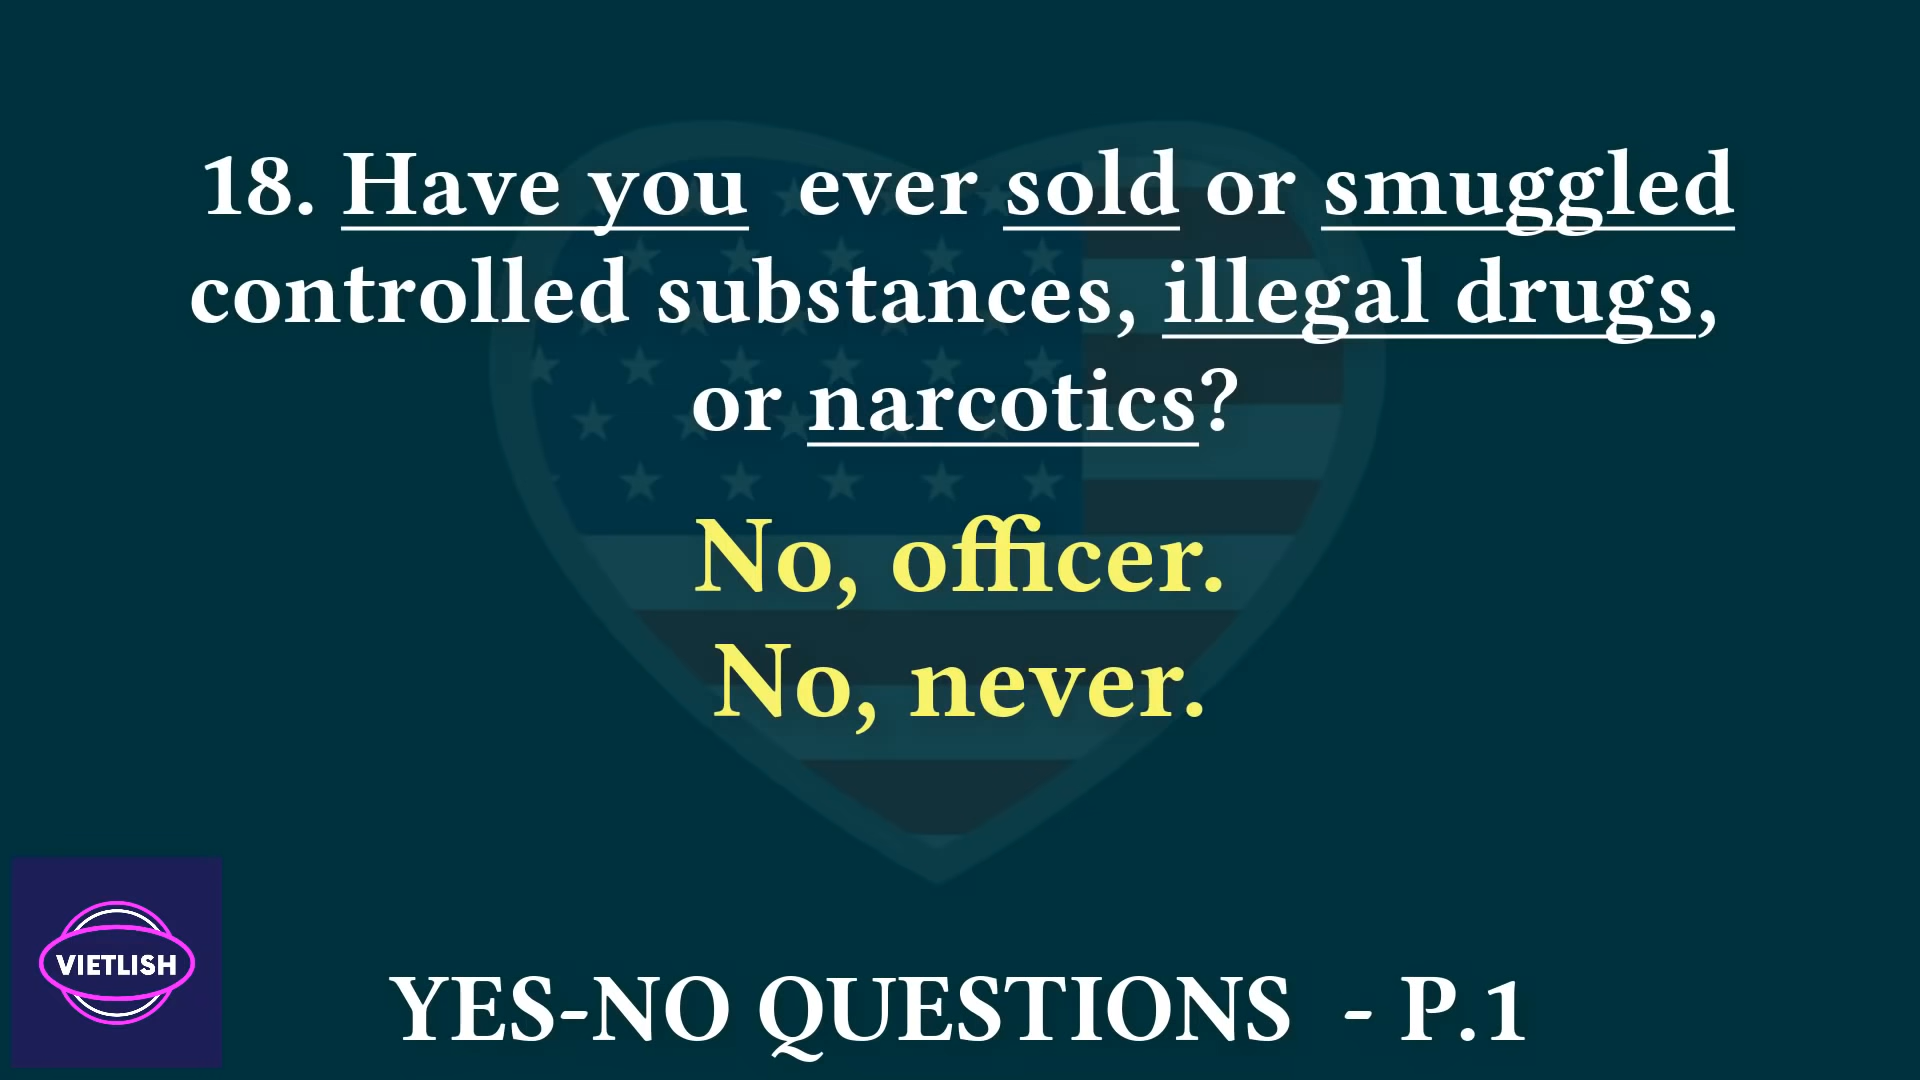 18. Have you ever sold or smuggled
controlled substances, illegal drugs,
or narcotics?
No, officer.
No, never.
VIETLISH
YES-NO QUESTIONS - P.1